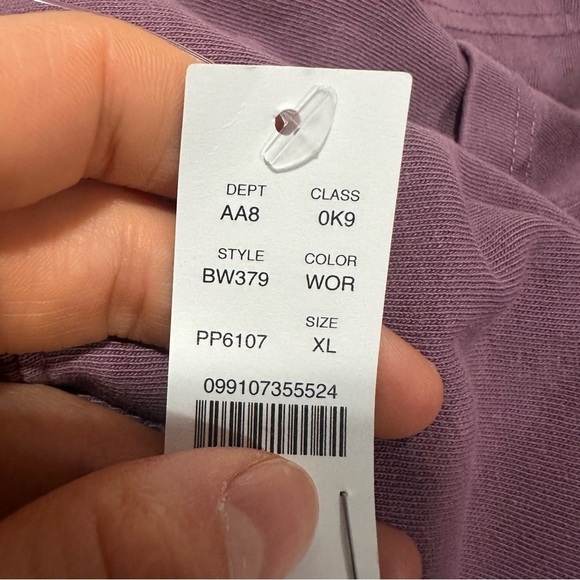 DEPT CLASS
AA8 0K9
STYLE COLOR
BW379 WOR
SIZE
PP6107 XL
099107355524